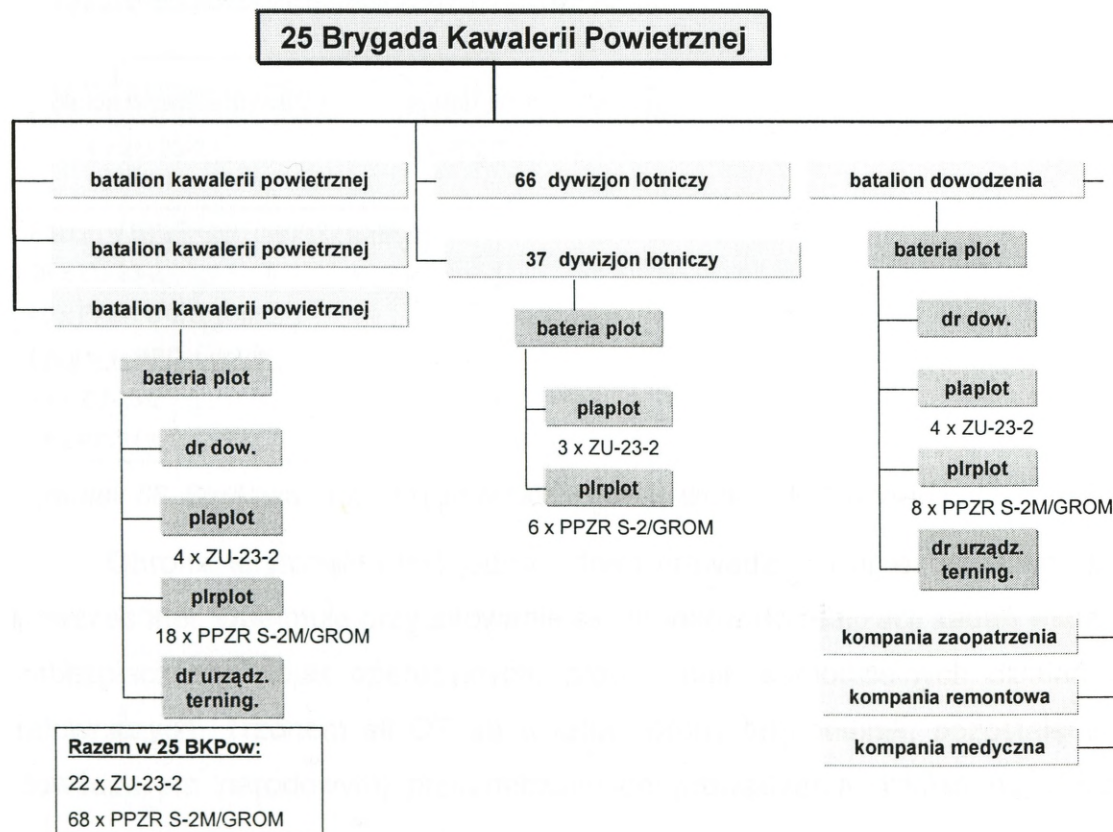 25 Brygada Kawalerii Powietrznej
batalion kawalerii powietrznej
batalion kawalerii powietrznej
batalion kawalerii powietrznej
bateria plot
dr dow.
plaplot
4 x ZU-23-2
plrplot
18 x PPZR S-2M/GROM
dr urządz.
terning.
Razem w 25 BKPow:
22 x ZU-23-2
68 x PPZR S-2M/GROM
66 dywizjon lotniczy
37 dywizjon lotniczy
bateria plot
plaplot
3 x ZU-23-2
plrplot
6 x PPZR S-2/GROM
batalion dowodzenia
bateria plot
dr dow.
plaplot
4 x ZU-23-2
plrplot
8 x PPZR S-2M/GROM
dr urządz.
terning.
kompania zaopatrzenia
kompania remontowa
kompania medyczna